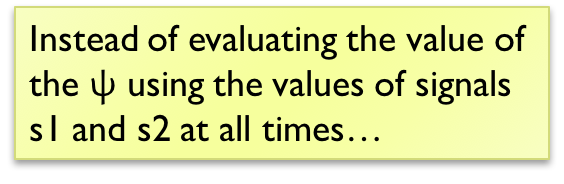 Instead of evaluating the value of
the ψ using the values of signals
s1 and s2 at all times…